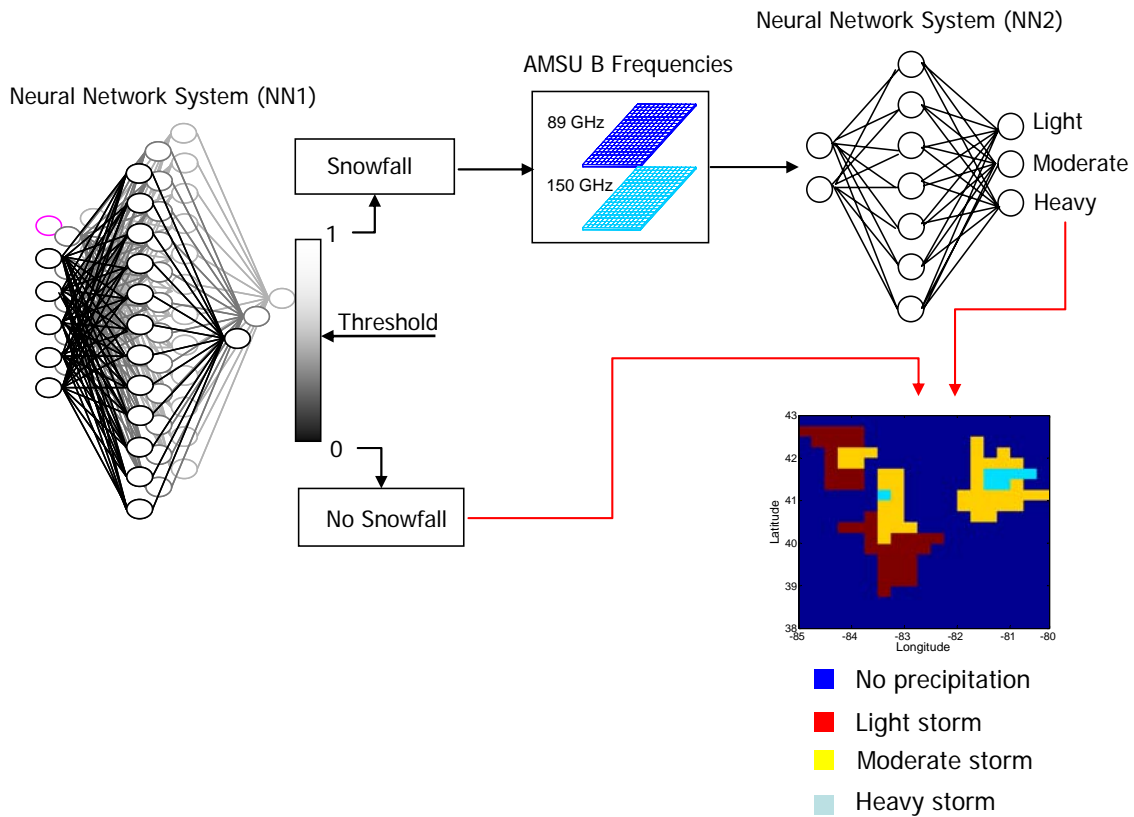 Neural Network System (NN2)
AMSU B Frequencies
Neural Network System (NN1)
89 GHz
150 GHz
Light
Moderate
Heavy
Snowfall
1
Threshold
0
No Snowfall
43
42
41
40
39
38
Latitude
-85
-84
-83
-82
-81
-80
Longitude
No precipitation
Light storm
Moderate storm
Heavy storm